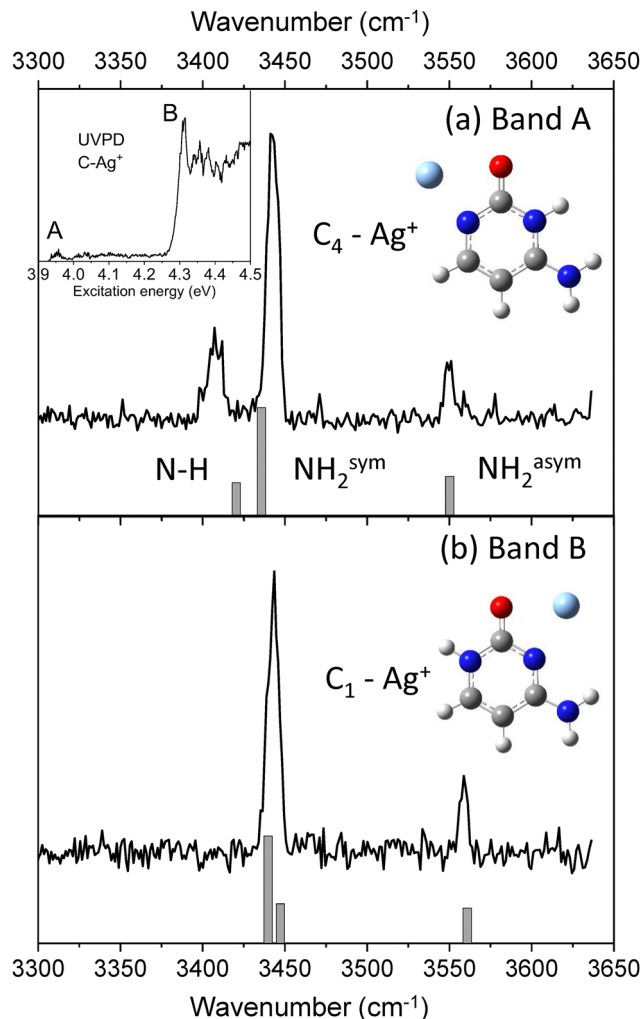 Wavenumber (cm⁻¹)
3300 3350 3400 3450 3500 3550 3600 3650
(a) Band A
B
UVPD
C-Ag⁺
A
3.9 4.0 4.1 4.2 4.3 4.4 4.5
Excitation energy (eV)
C₄ - Ag⁺
N-H NH₂ˢʸᵐ NH₂ᵃˢʸᵐ
(b) Band B
C₁ - Ag⁺
3300 3350 3400 3450 3500 3550 3600 3650
Wavenumber (cm⁻¹)